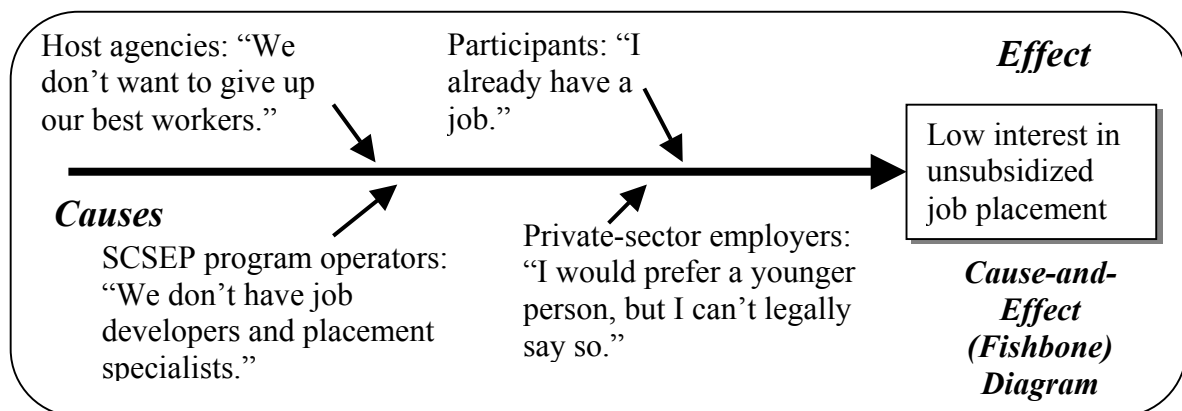 Host agencies: “We
don’t want to give up
our best workers.”
Participants: “I
already have a
job.”
Effect
Low interest in
unsubsidized
job placement
Causes
SCSEP program operators:
“We don’t have job
developers and placement
specialists.”
Private-sector employers:
“I would prefer a younger
person, but I can’t legally
say so.”
Cause-and-
Effect
(Fishbone)
Diagram